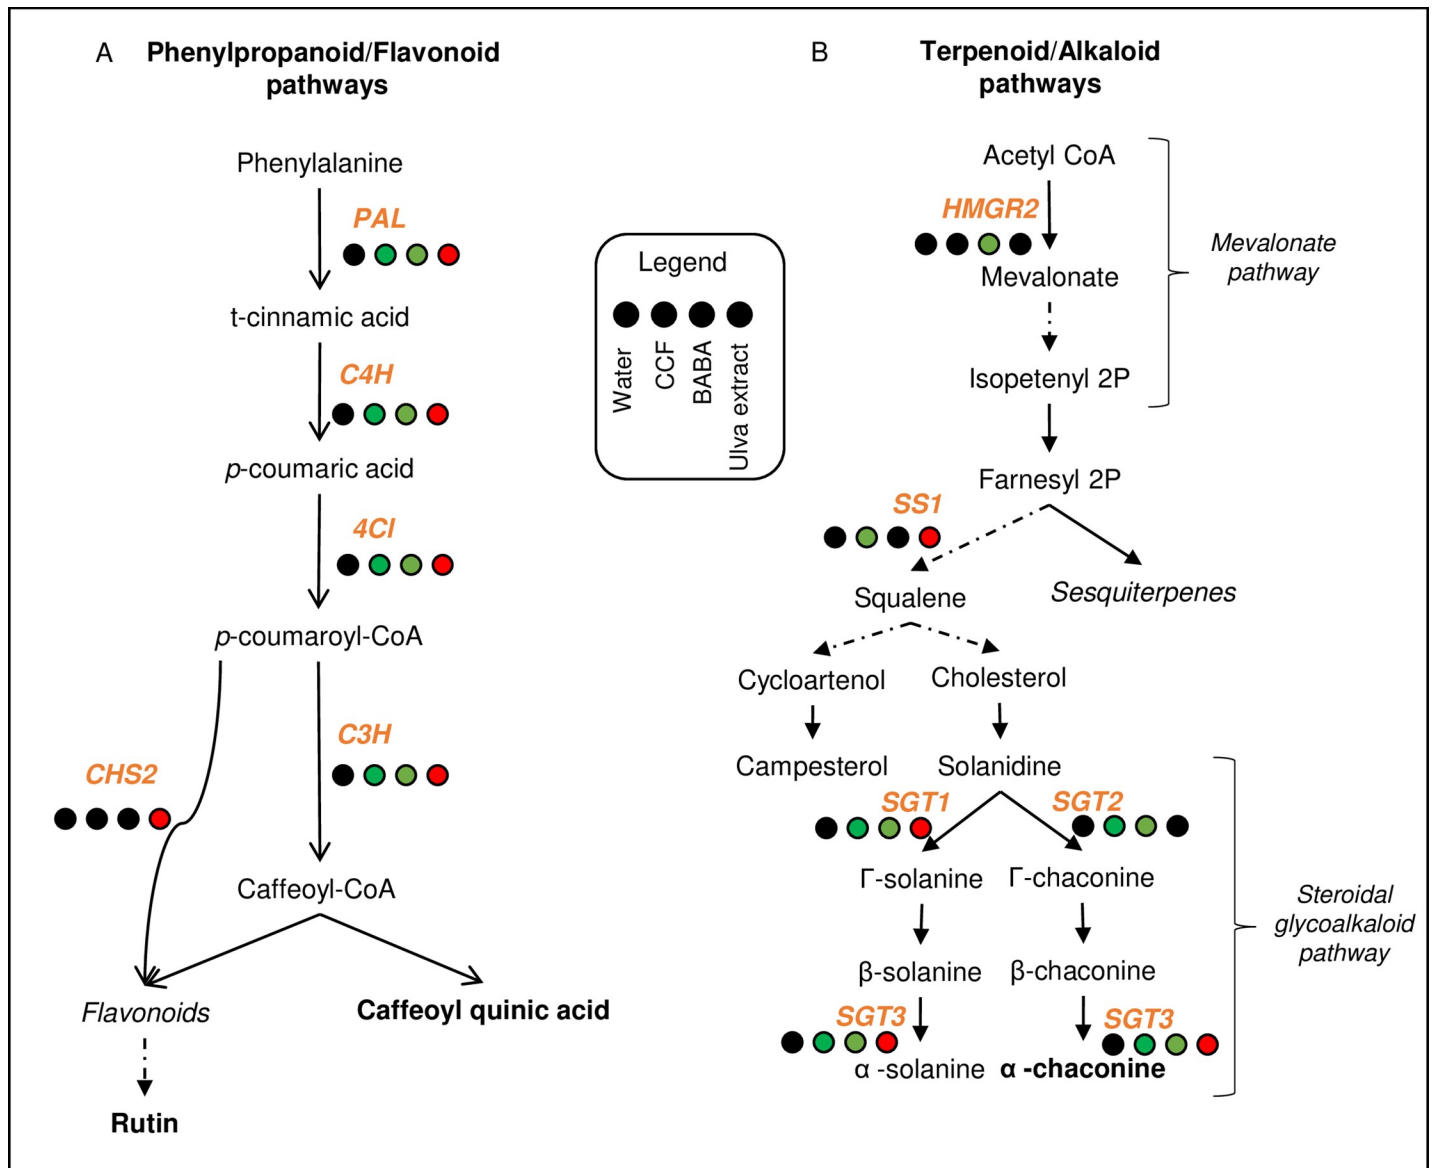 A
Phenylpropanoid/Flavonoid
pathways
Phenylalanine
PAL
t-cinnamic acid
C4H
p-coumaric acid
4Cl
p-coumaroyl-CoA
C3H
CHS2
Caffeoyl-CoA
Flavonoids
Caffeoyl quinic acid
Rutin
Legend
Water
CCF
BABA
Ulva extract
B
Terpenoid/Alkaloid
pathways
Acetyl CoA
HMGR2
Mevalonate
Mevalonate
pathway
Isopetenyl 2P
Farnesyl 2P
SS1
Squalene
Sesquiterpenes
Cycloartenol
Cholesterol
Campesterol
Solanidine
SGT1
SGT2
Γ-solanine
Γ-chaconine
Steroidal
glycoalkaloid
pathway
β-solanine
β-chaconine
SGT3
SGT3
α -solanine
α -chaconine